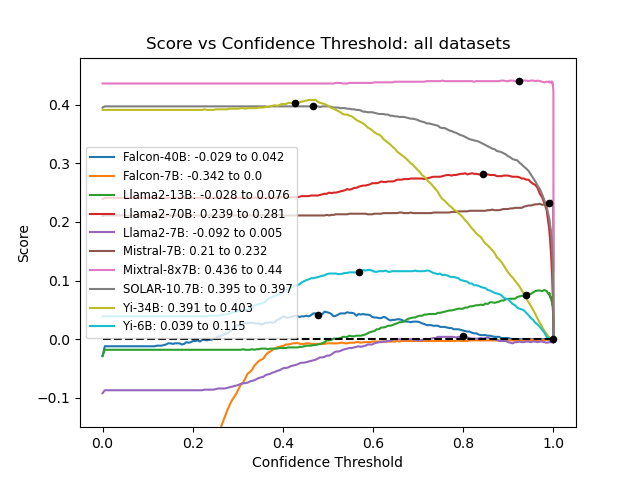 Score vs Confidence Threshold: all datasets
Score
0.4
0.3
0.2
0.1
0.0
−0.1
Falcon-40B: -0.029 to 0.042
Falcon-7B: -0.342 to 0.0
Llama2-13B: -0.028 to 0.076
Llama2-70B: 0.239 to 0.281
Llama2-7B: -0.092 to 0.005
Mistral-7B: 0.21 to 0.232
Mixtral-8x7B: 0.436 to 0.44
SOLAR-10.7B: 0.395 to 0.397
Yi-34B: 0.391 to 0.403
Yi-6B: 0.039 to 0.115
0.0 0.2 0.4 0.6 0.8 1.0
Confidence Threshold